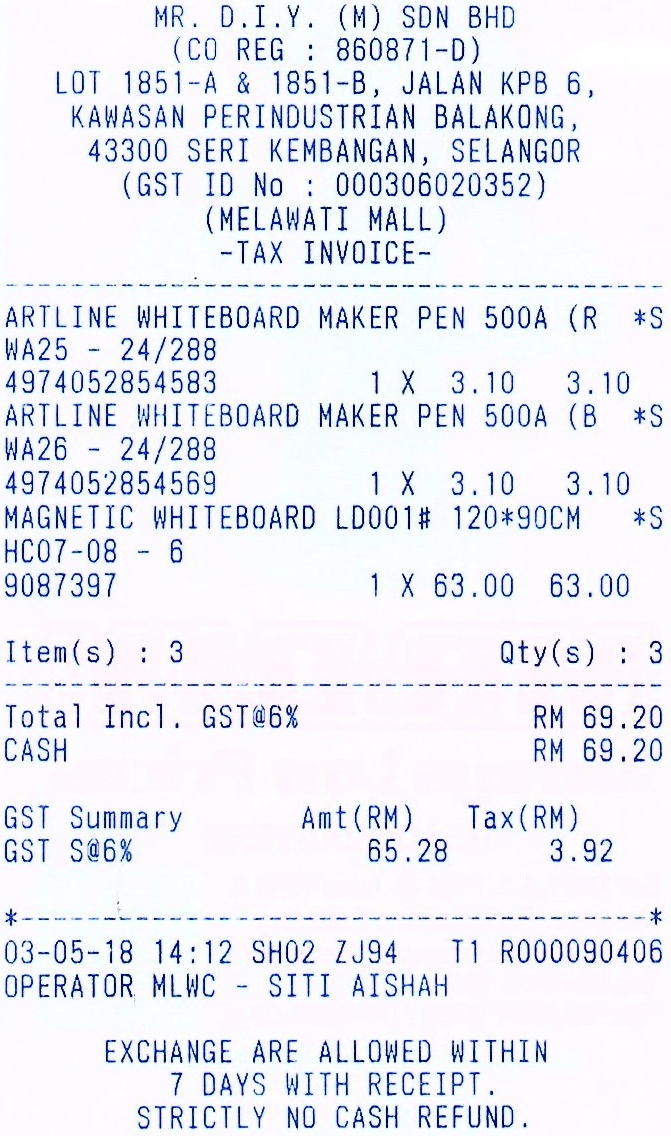 MR. D.I.Y. (M) SDN BHD
(CO REG : 860871-D)
LOT 1851-A & 1851-B, JALAN KPB 6,
KAWASAN PERINDUSTRIAN BALAKONG,
43300 SERI KEMBANGAN, SELANGOR
(GST ID No : 000306020352)
(MELAWATI MALL)
-TAX INVOICE-
ARTLINE WHITEBOARD MAKER PEN 500A (R *S
WA25 - 24/288
4974052854583 1 X 3.10 3.10
ARTLINE WHITEBOARD MAKER PEN 500A (B *S
WA26 - 24/288
4974052854569 1 X 3.10 3.10
MAGNETIC WHITEBOARD LD001# 120*90CM *S
HC07-08 - 6
9087397 1 X 63.00 63.00
Item(s) : 3 Qty(s) : 3
Total Incl. GST@6% RM 69.20
CASH RM 69.20
GST Summary Amt(RM) Tax(RM)
GST S@6% 65.28 3.92
*--------------------------------------*
03-05-18 14:12 SH02 ZJ94 T1 R000090406
OPERATOR MLWC - SITI AISHAH
EXCHANGE ARE ALLOWED WITHIN
7 DAYS WITH RECEIPT.
STRICTLY NO CASH REFUND.